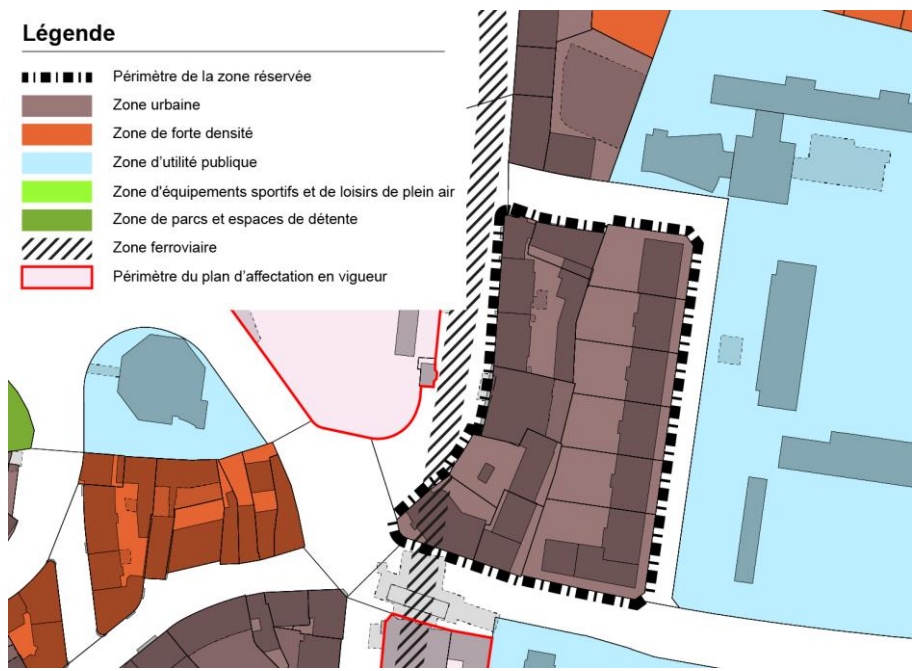 Légende
Périmètre de la zone réservée
Zone urbaine
Zone de forte densité
Zone d'utilité publique
Zone d'équipements sportifs et de loisirs de plein air
Zone de parcs et espaces de détente
Zone ferroviaire
Périmètre du plan d'affectation en vigueur